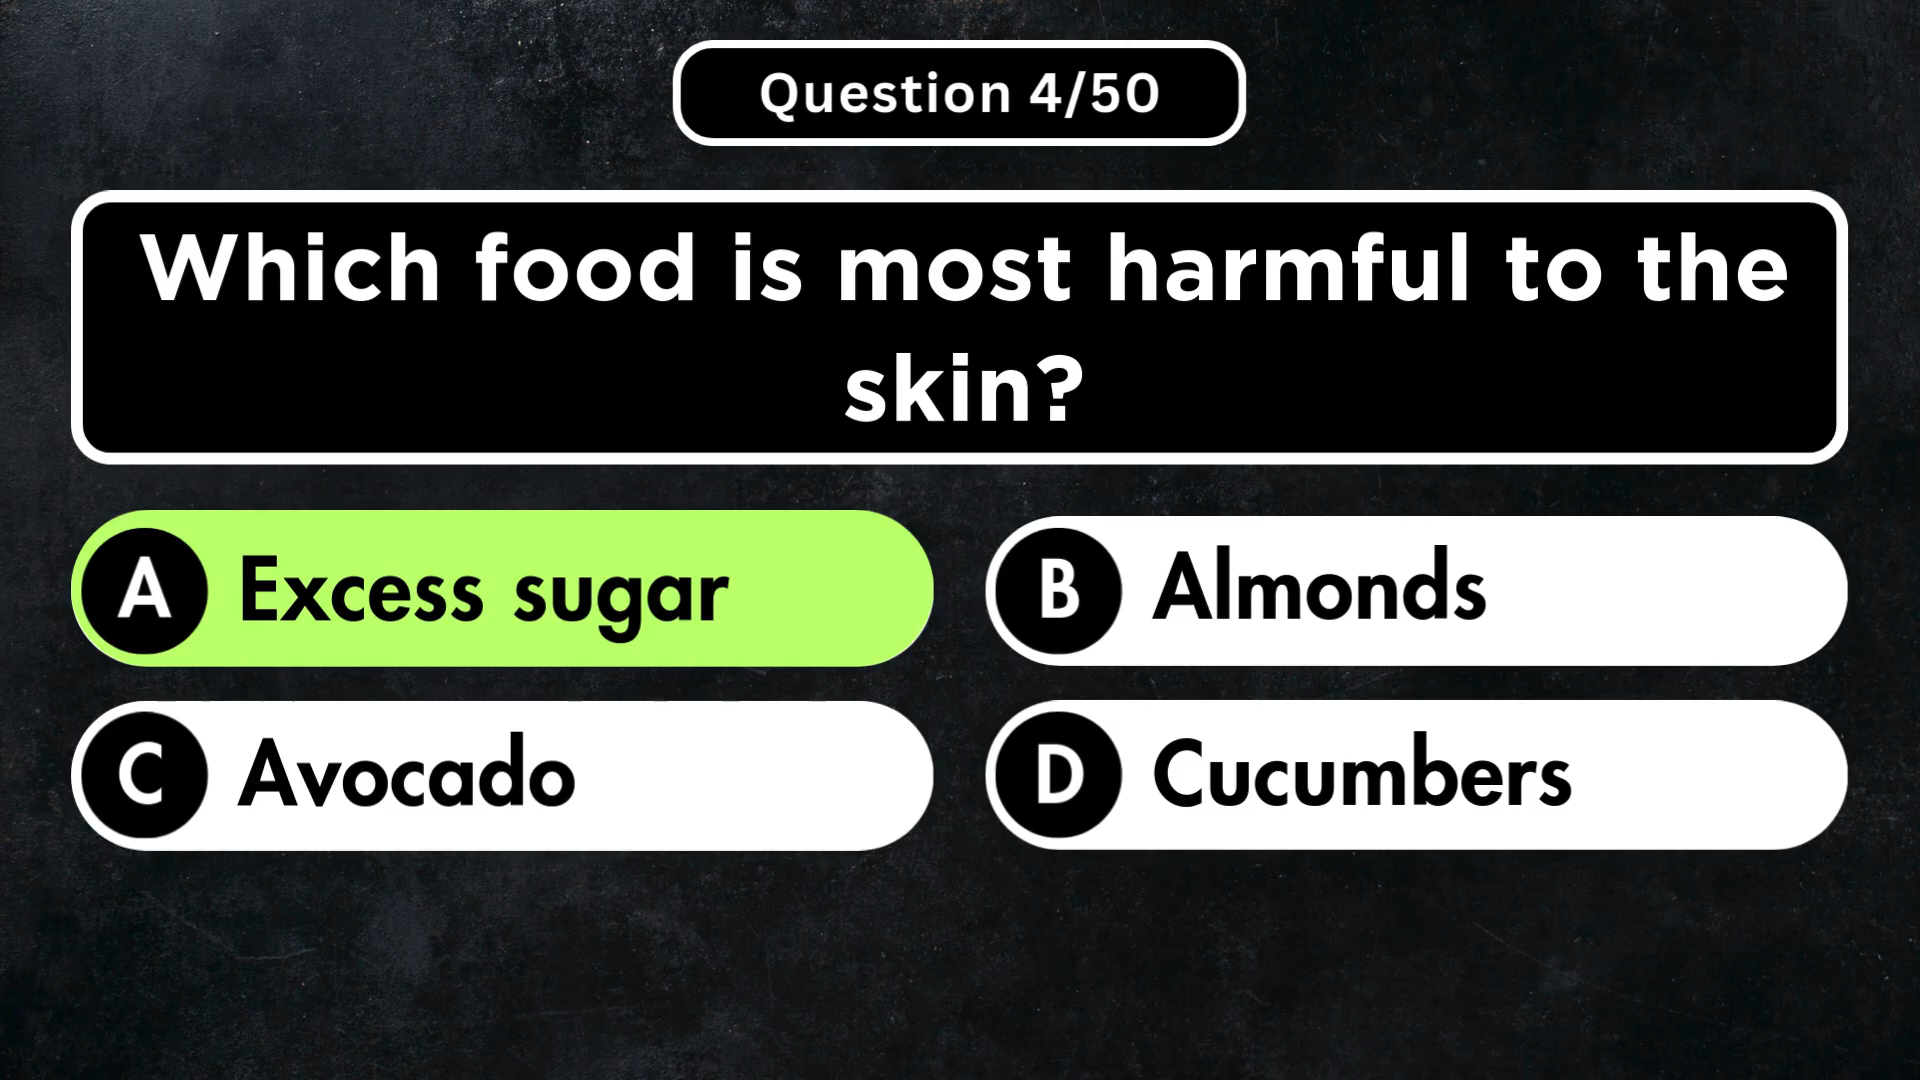 Question 4/50
Which food is most harmful to the
skin?
A Excess sugar
B Almonds
C Avocado
D Cucumbers